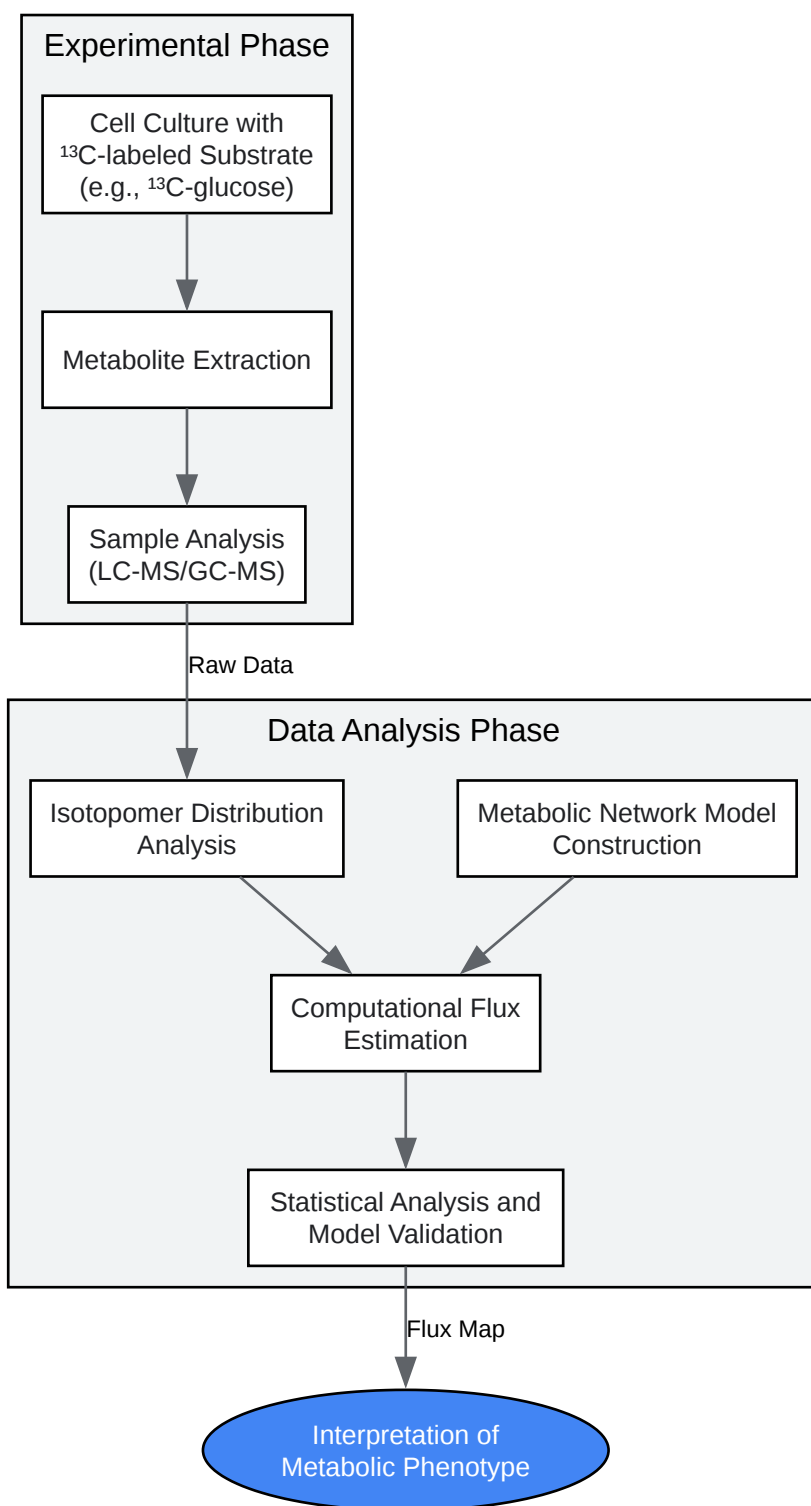 Experimental Phase
Cell Culture with
¹³C-labeled Substrate
(e.g., ¹³C-glucose)
Metabolite Extraction
Sample Analysis
(LC-MS/GC-MS)
Raw Data
Data Analysis Phase
Isotopomer Distribution
Analysis
Metabolic Network Model
Construction
Computational Flux
Estimation
Statistical Analysis and
Model Validation
Flux Map
Interpretation of
Metabolic Phenotype